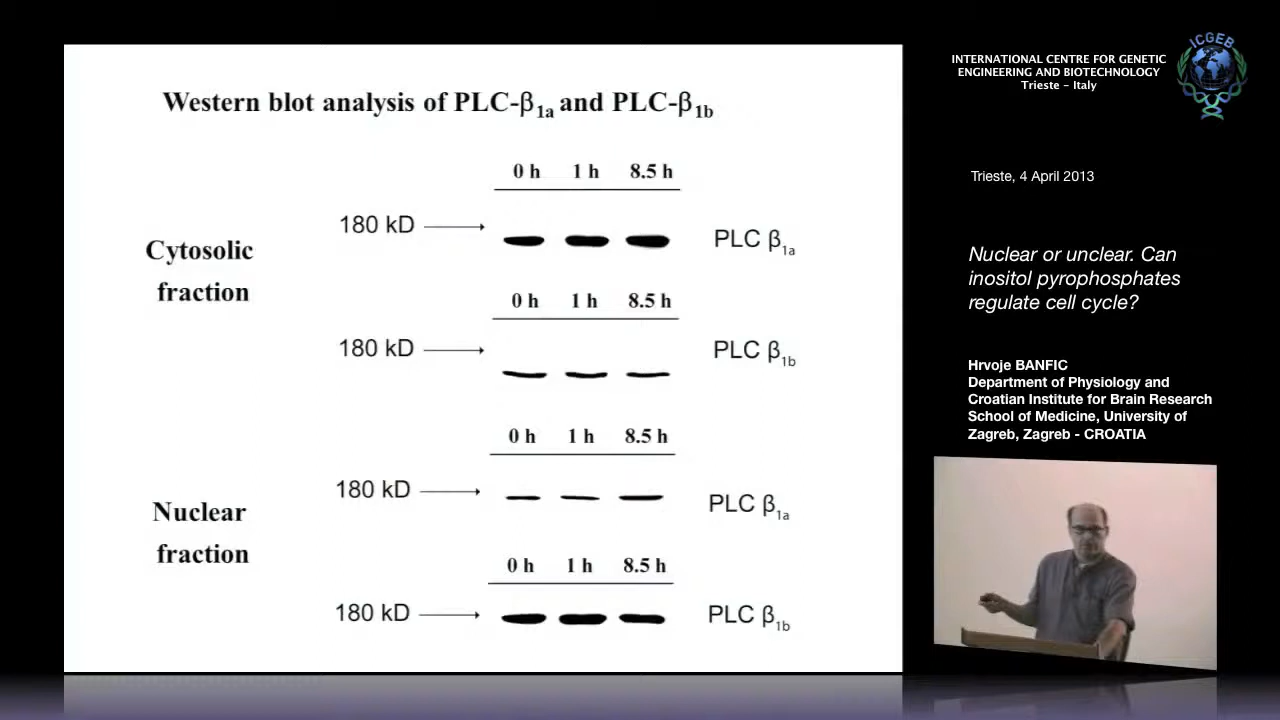 Western blot analysis of PLC-β1a and PLC-β1b
0 h 1 h 8.5 h
180 kD
PLC β1a
Cytosolic
fraction
0 h 1 h 8.5 h
180 kD
PLC β1b
0 h 1 h 8.5 h
180 kD
PLC β1a
Nuclear
fraction
0 h 1 h 8.5 h
180 kD
PLC β1b
INTERNATIONAL CENTRE FOR GENETIC
ENGINEERING AND BIOTECHNOLOGY
Trieste - Italy
ICGEB
Trieste, 4 April 2013
Nuclear or unclear. Can
inositol pyrophosphates
regulate cell cycle?
Hrvoje BANFIC
Department of Physiology and
Croatian Institute for Brain Research
School of Medicine, University of
Zagreb, Zagreb - CROATIA